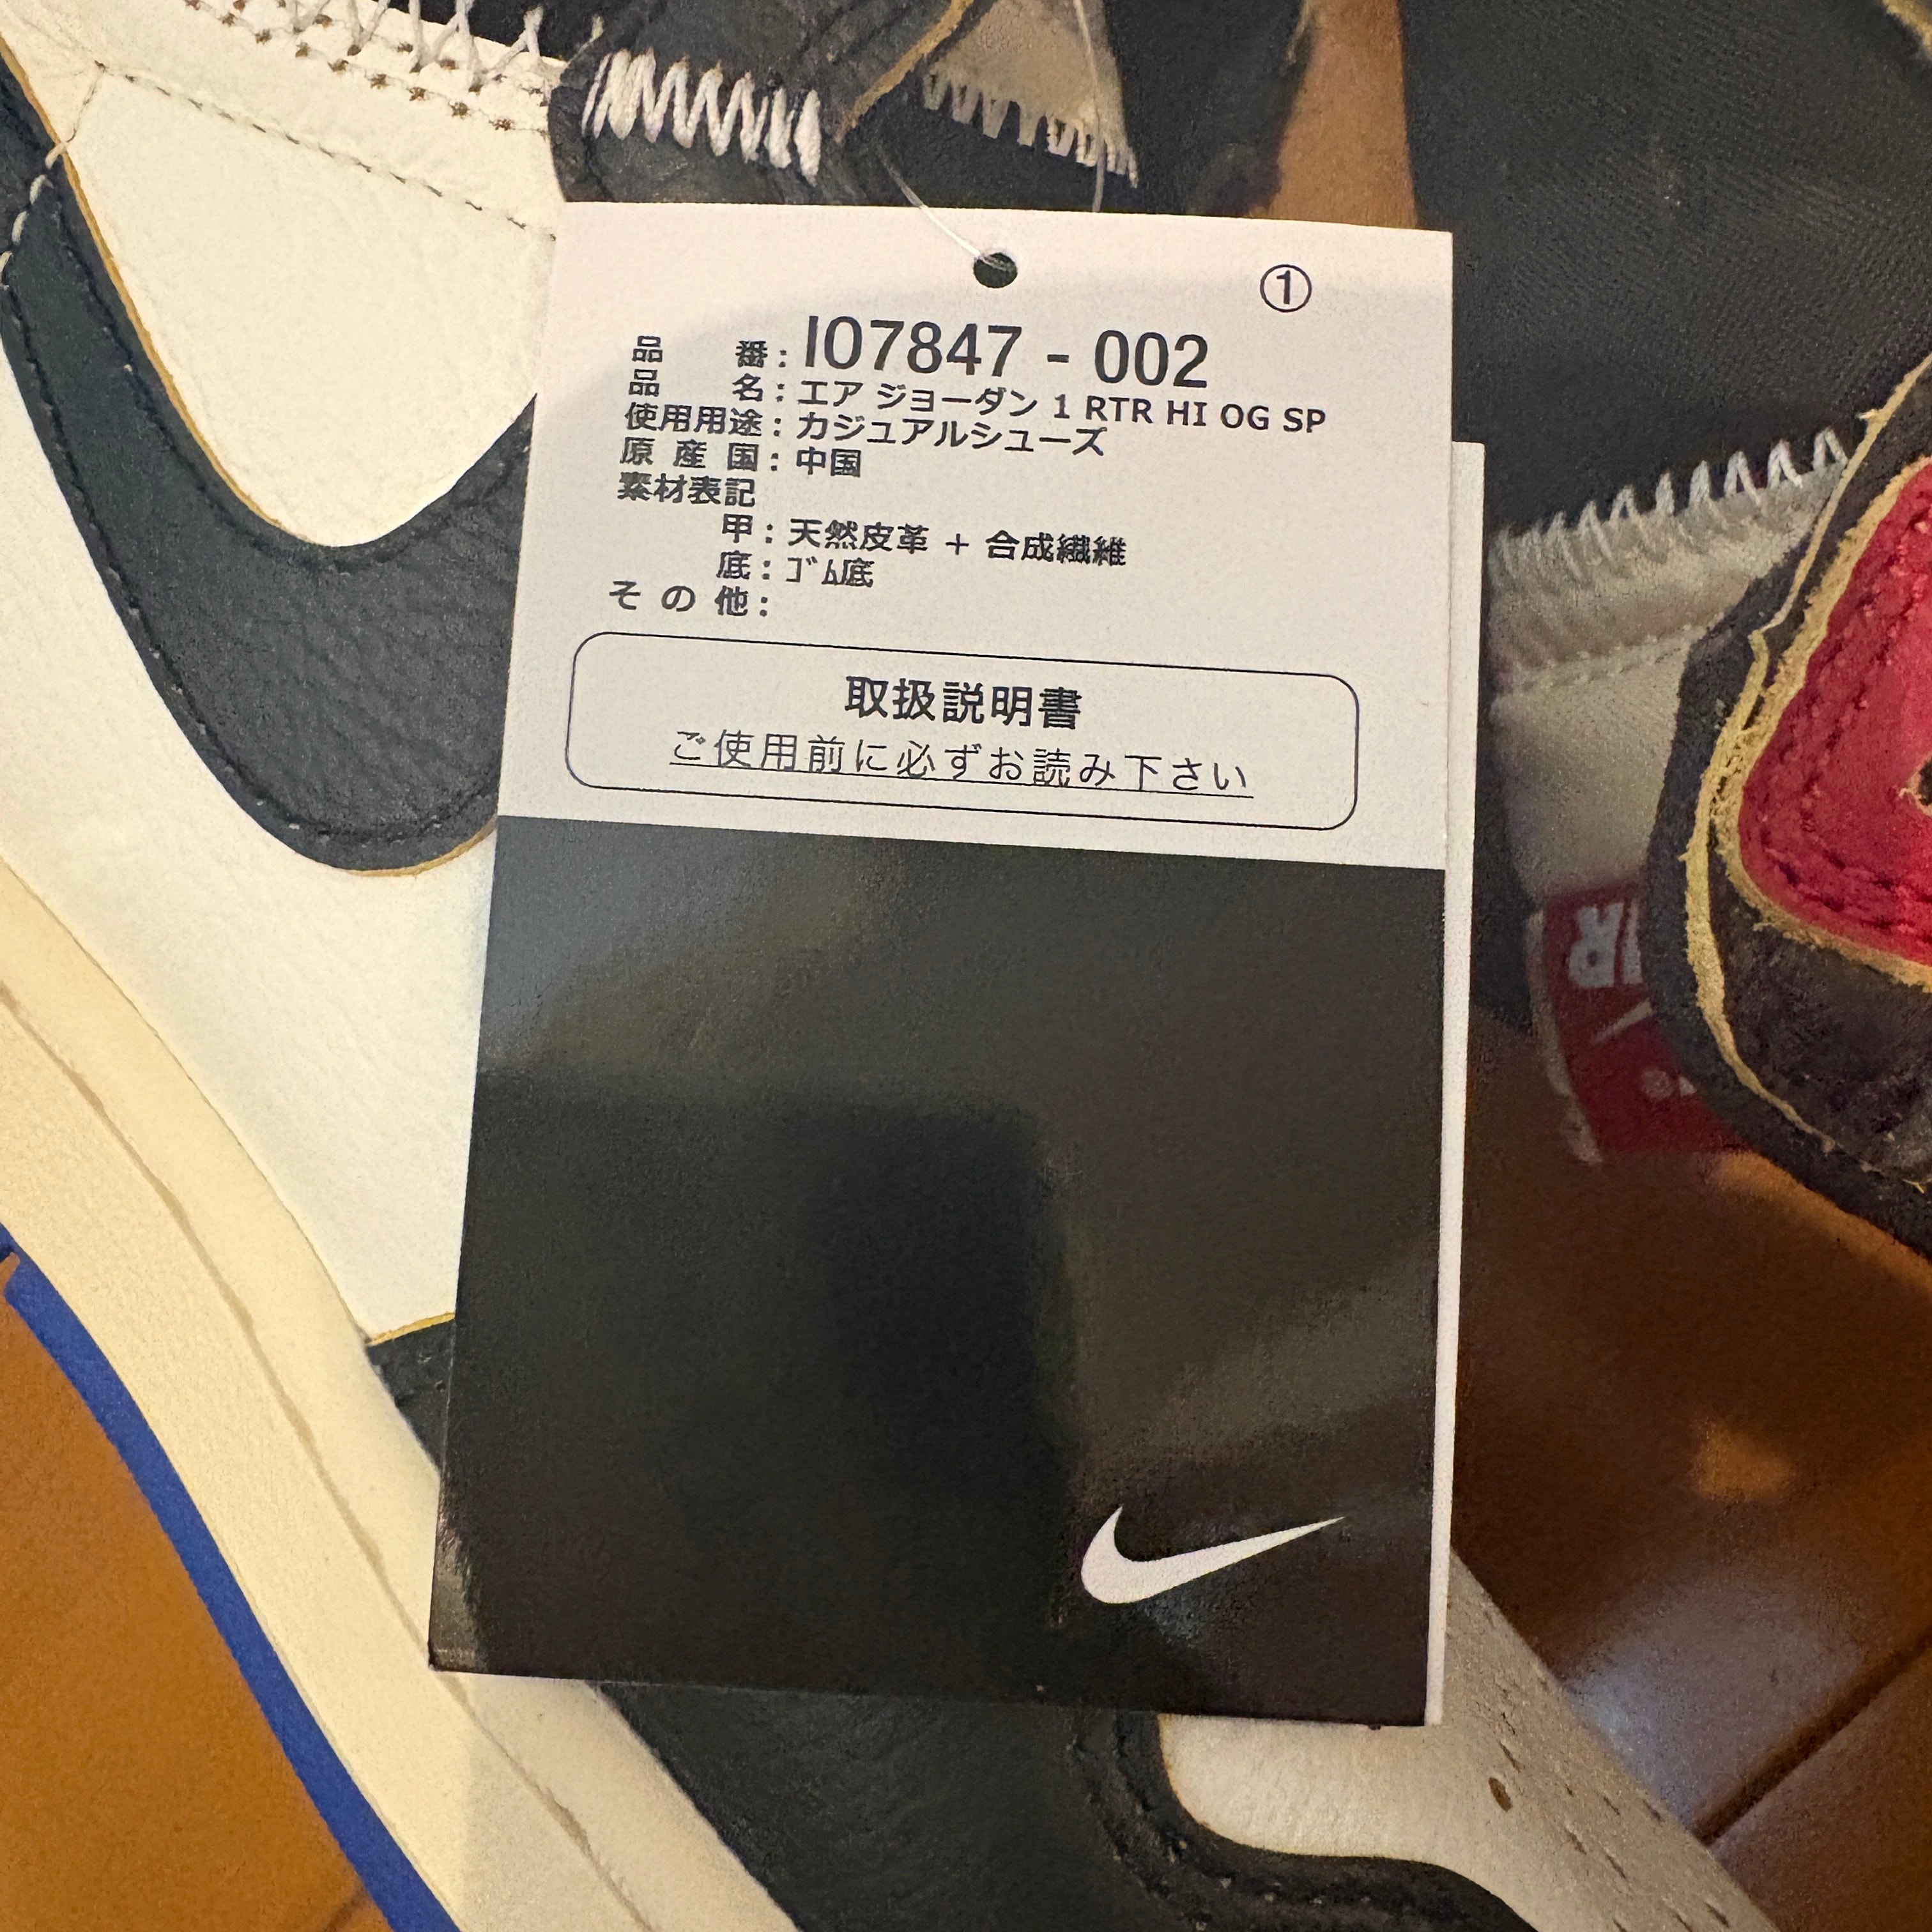 ①
品番：IO7847 - 002
品名：エア ジョーダン 1 RTR HI OG SP
使用用途：カジュアルシューズ
原産国：中国
素材表記
甲：天然皮革 + 合成繊維
底：ｺﾞﾑ底
その他：
取扱説明書
ご使用前に必ずお読み下さい